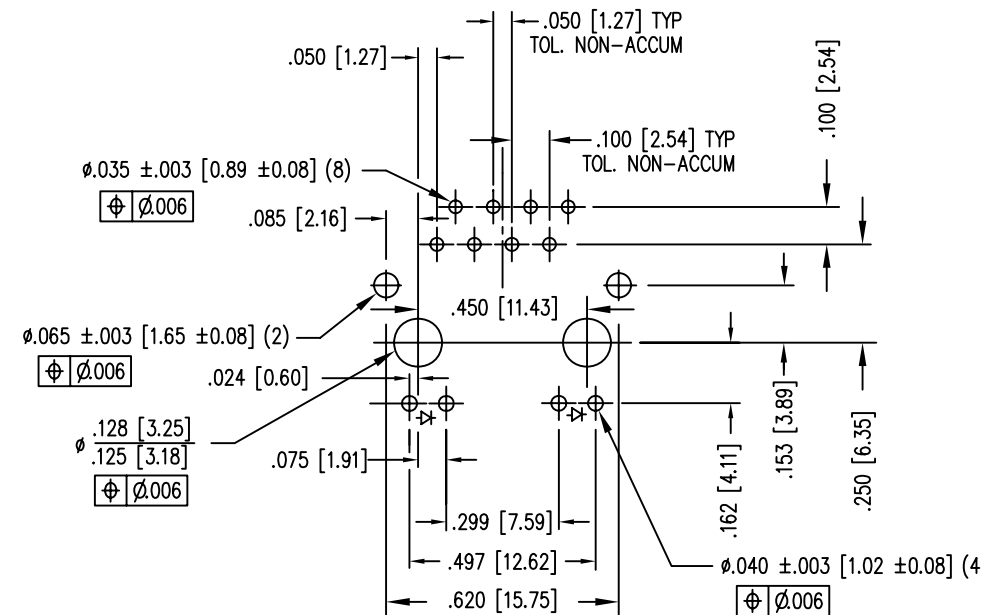 .050 [1.27] TYP
TOL. NON-ACCUM
.050 [1.27]
.100 [2.54]
.100 [2.54] TYP
TOL. NON-ACCUM
ø.035 ±.003 [0.89 ±0.08] (8)
⌖ Ø.006
.085 [2.16]
.450 [11.43]
ø.065 ±.003 [1.65 ±0.08] (2)
⌖ Ø.006
.024 [0.60]
ø .128 [3.25]
.125 [3.18]
⌖ Ø.006
.075 [1.91]
.153 [3.89]
.250 [6.35]
.162 [4.11]
.299 [7.59]
.497 [12.62]
ø.040 ±.003 [1.02 ±0.08] (4
⌖ Ø.006
.620 [15.75]